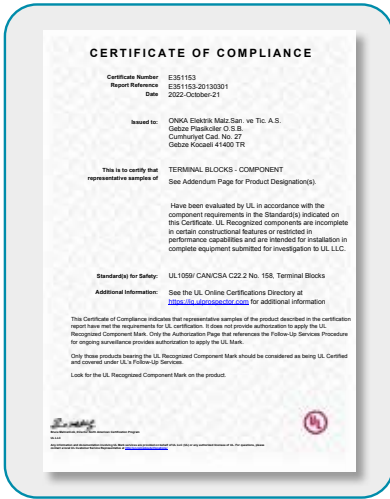 CERTIFICATE OF COMPLIANCE
Certificate Number E351153
Report Reference E351153-20130301
Date 2022-October-21
Issued to: ONKA Elektrik Malz.San. ve Tic. A.S.
Gebze Plasikciler O.S.B.
Cumhuriyet Cad. No. 27
Gebze Kocaeli 41400 TR
This is to certify that TERMINAL BLOCKS - COMPONENT
representative samples of See Addendum Page for Product Designation(s).
Have been evaluated by UL in accordance with the
component requirements in the Standard(s) indicated on
this Certificate. UL Recognized components are incomplete
in certain constructional features or restricted in
performance capabilities and are intended for installation in
complete equipment submitted for investigation to UL LLC.
Standard(s) for Safety: UL1059/ CAN/CSA C22.2 No. 158, Terminal Blocks
Additional Information: See the UL Online Certifications Directory at
https://iq.ulprospector.com for additional information
This Certificate of Compliance indicates that representative samples of the product described in the certification
report have met the requirements for UL certification. It does not provide authorization to apply the UL
Recognized Component Mark. Only the Authorization Page that references the Follow-Up Services Procedure
for ongoing surveillance provides authorization to apply the UL Mark.
Only those products bearing the UL Recognized Component Mark should be considered as being UL Certified
and covered under UL's Follow-Up Services.
Look for the UL Recognized Component Mark on the product.
UL